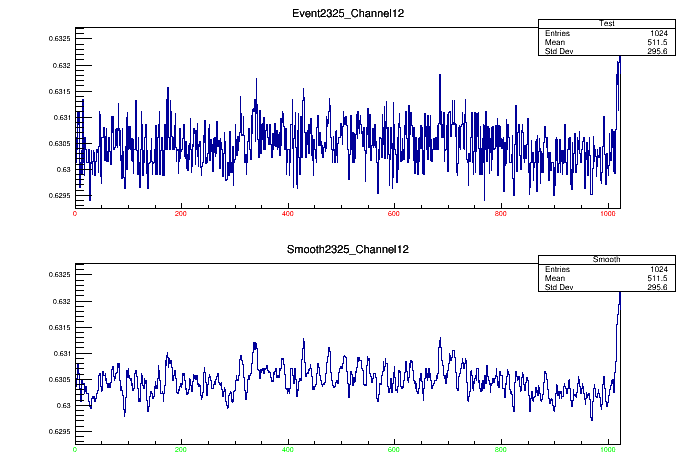 Event2325_Channel12
Test
Entries 1024
Mean 511.5
Std Dev 295.6
0.6325
0.632
0.6315
0.631
0.6305
0.63
0.6295
0 200 400 600 800 1000
Smooth2325_Channel12
Smooth
Entries 1024
Mean 511.5
Std Dev 295.6
0.6325
0.632
0.6315
0.631
0.6305
0.63
0.6295
0 200 400 600 800 1000